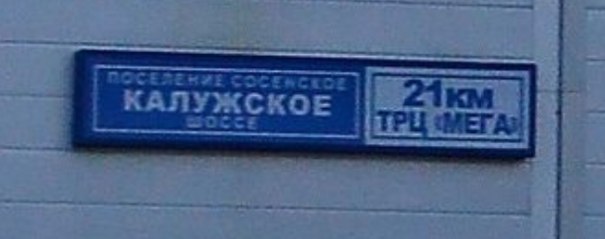 ПОСЕЛЕНИЕ СОСЕНСКОЕ
КАЛУЖСКОЕ
ШОССЕ
21КМ
ТРЦ «МЕГА»